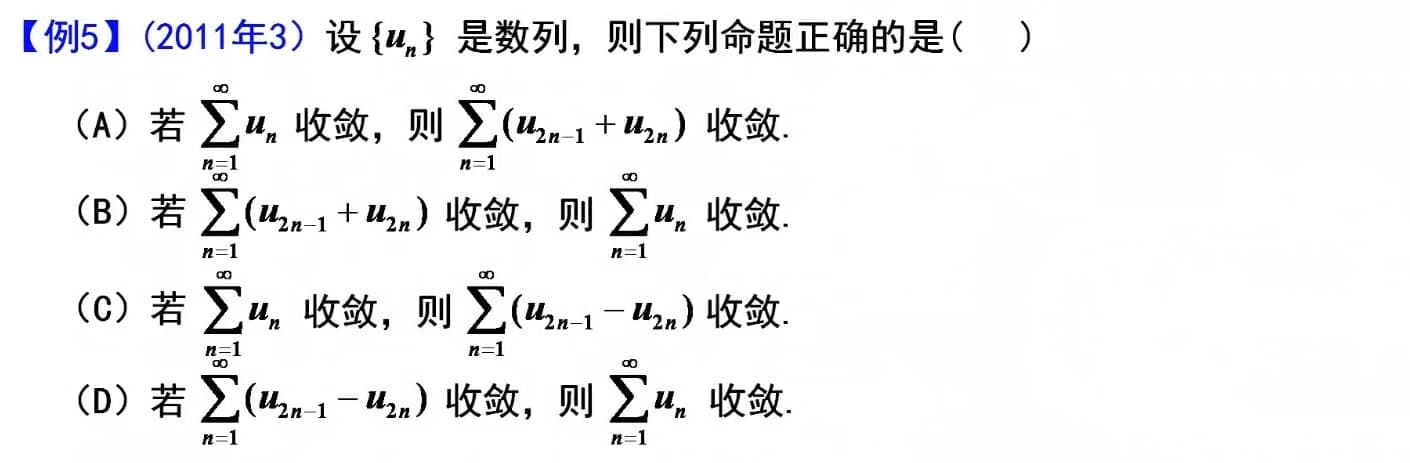 【例5】(2011年3) 设 {uₙ} 是数列，则下列命题正确的是(   )
(A) 若 $\sum_{n=1}^{\infty} u_n$ 收敛，则 $\sum_{n=1}^{\infty} (u_{2n-1} + u_{2n})$ 收敛.
(B) 若 $\sum_{n=1}^{\infty} (u_{2n-1} + u_{2n})$ 收敛，则 $\sum_{n=1}^{\infty} u_n$ 收敛.
(C) 若 $\sum_{n=1}^{\infty} u_n$ 收敛，则 $\sum_{n=1}^{\infty} (u_{2n-1} - u_{2n})$ 收敛.
(D) 若 $\sum_{n=1}^{\infty} (u_{2n-1} - u_{2n})$ 收敛，则 $\sum_{n=1}^{\infty} u_n$ 收敛.